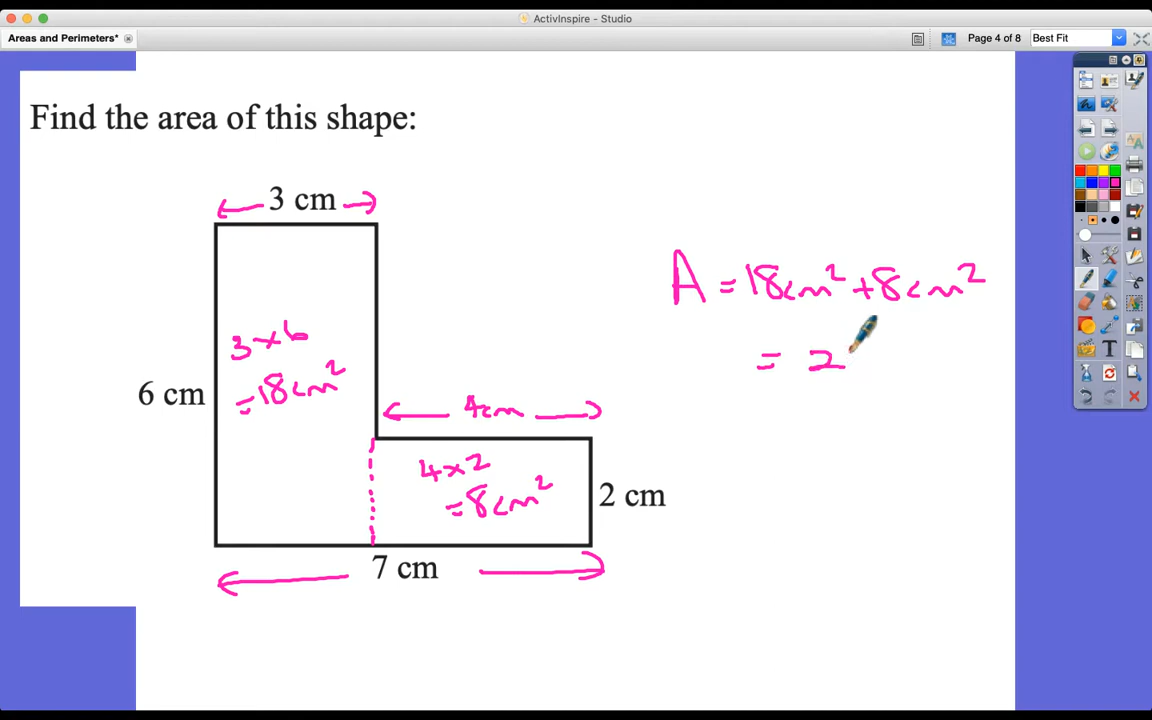 ActivInspire - Studio
Areas and Perimeters*
Page 4 of 8
Best Fit
Find the area of this shape:
3 cm
A = 18cm² + 8cm²
= 2
3 × 6
= 18cm²
6 cm
4cm
4 × 2
= 8cm²
2 cm
7 cm